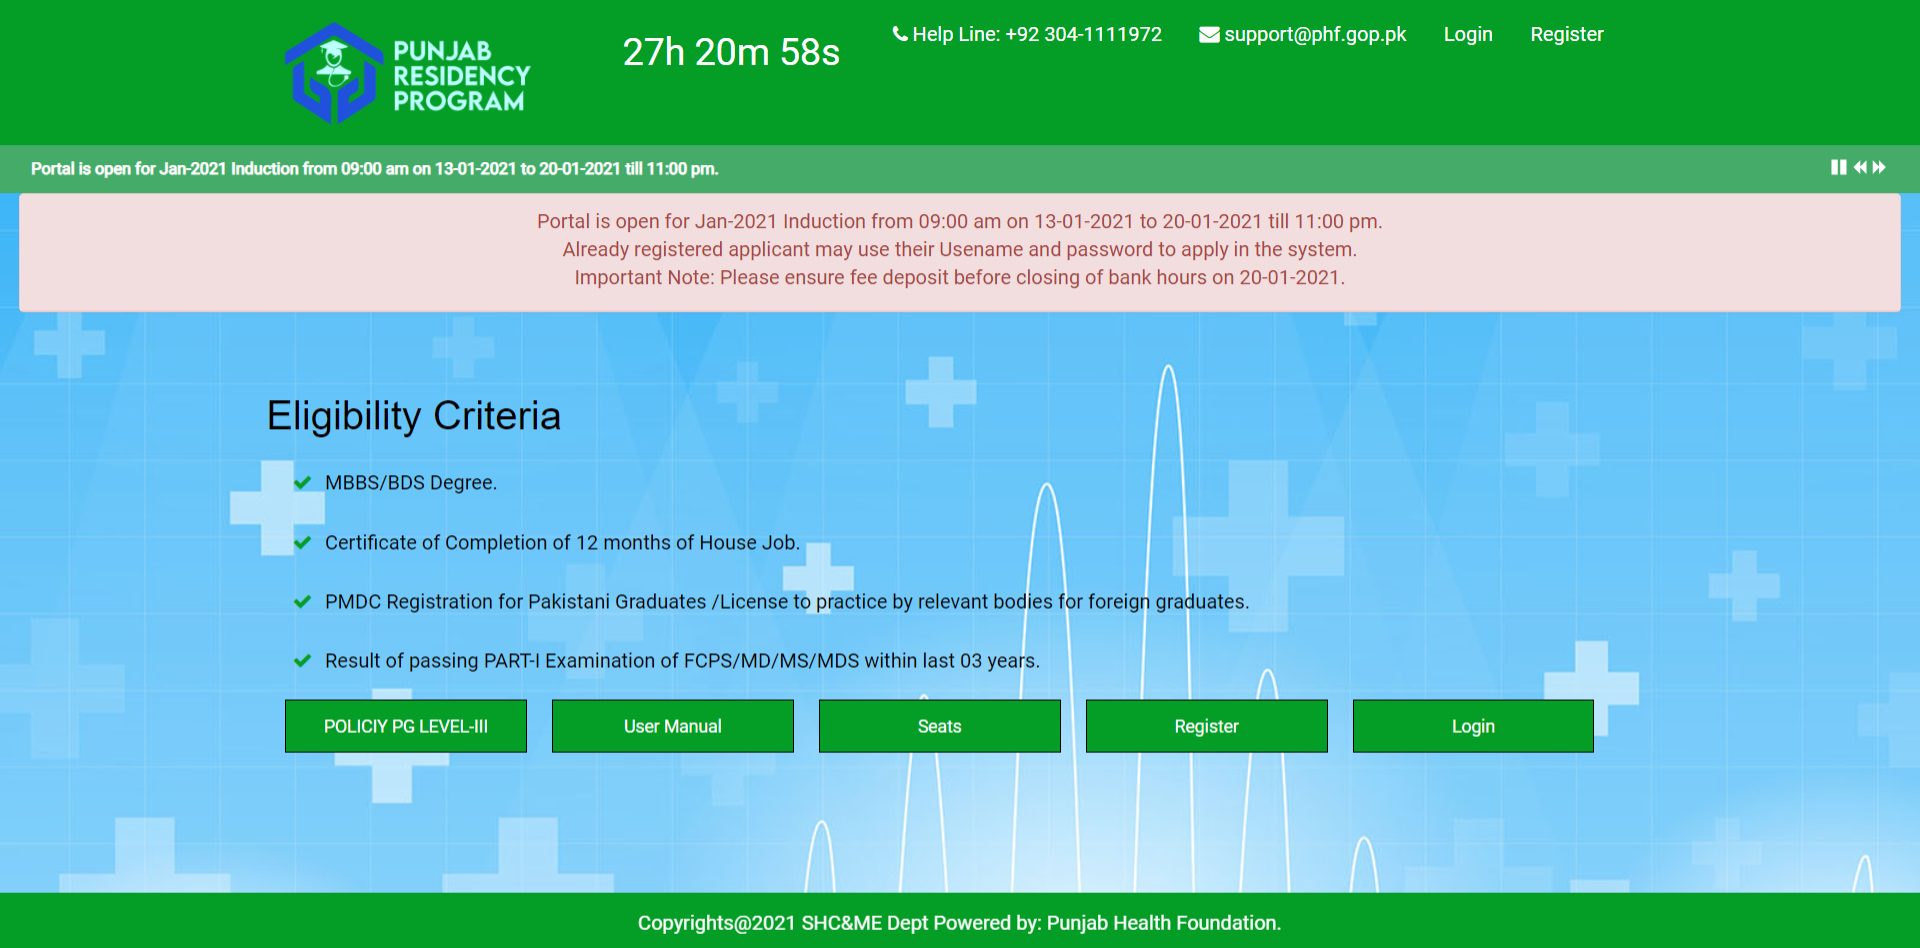 PUNJAB
RESIDENCY
PROGRAM
27h 20m 58s
Help Line: +92 304-1111972
support@phf.gop.pk
Login
Register
Portal is open for Jan-2021 Induction from 09:00 am on 13-01-2021 to 20-01-2021 till 11:00 pm.
Portal is open for Jan-2021 Induction from 09:00 am on 13-01-2021 to 20-01-2021 till 11:00 pm.
Already registered applicant may use their Usename and password to apply in the system.
Important Note: Please ensure fee deposit before closing of bank hours on 20-01-2021.
Eligibility Criteria
MBBS/BDS Degree.
Certificate of Completion of 12 months of House Job.
PMDC Registration for Pakistani Graduates /License to practice by relevant bodies for foreign graduates.
Result of passing PART-I Examination of FCPS/MD/MS/MDS within last 03 years.
POLICIY PG LEVEL-III
User Manual
Seats
Register
Login
Copyrights@2021 SHC&ME Dept Powered by: Punjab Health Foundation.